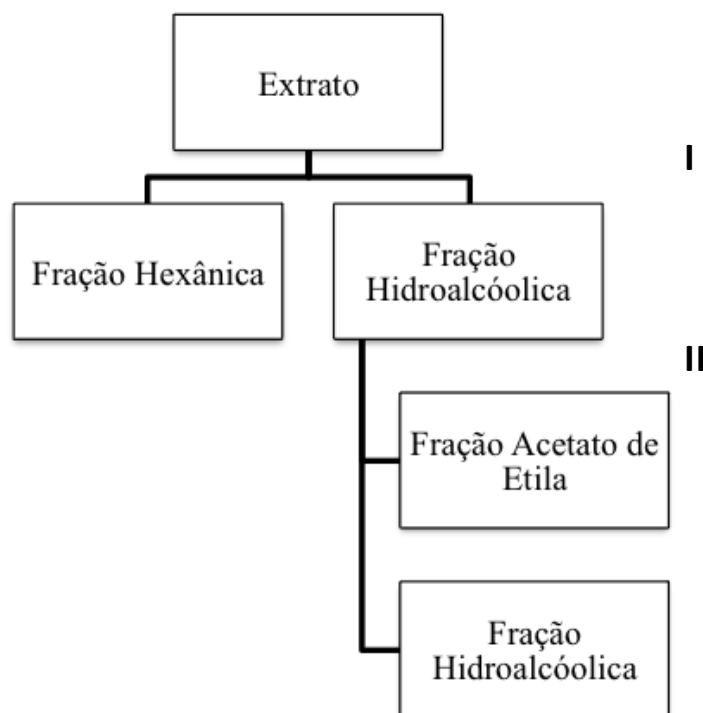 Extrato
I
Fração Hexânica
Fração
Hidroalcóolica
II
Fração Acetato de
Etila
Fração
Hidroalcóolica